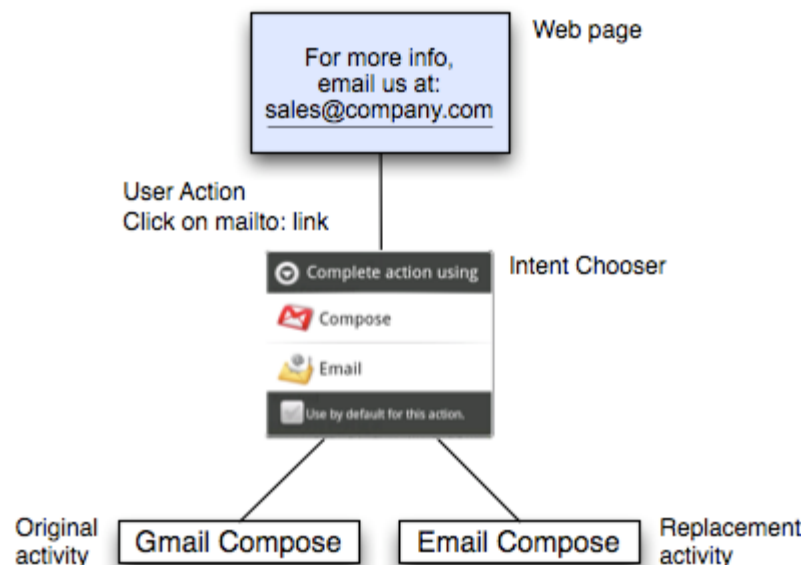 For more info,
email us at:
sales@company.com
Web page
User Action
Click on mailto: link
Complete action using
Intent Chooser
Compose
Email
Use by default for this action.
Original
activity
Gmail Compose
Email Compose
Replacement
activity